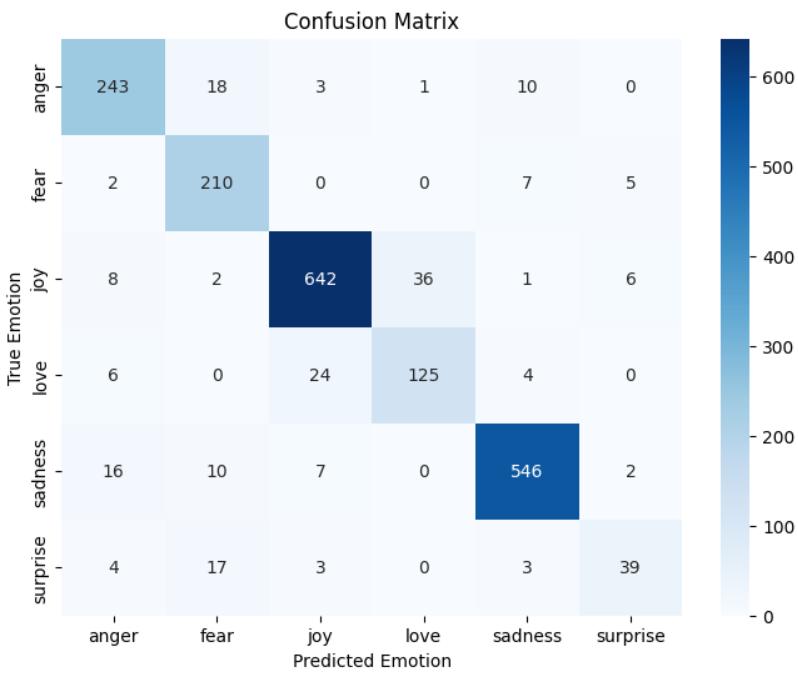 Confusion Matrix
True Emotion
anger 243 18 3 1 10 0
fear 2 210 0 0 7 5
joy 8 2 642 36 1 6
love 6 0 24 125 4 0
sadness 16 10 7 0 546 2
surprise 4 17 3 0 3 39
anger fear joy love sadness surprise
Predicted Emotion
600
500
400
300
200
100
0